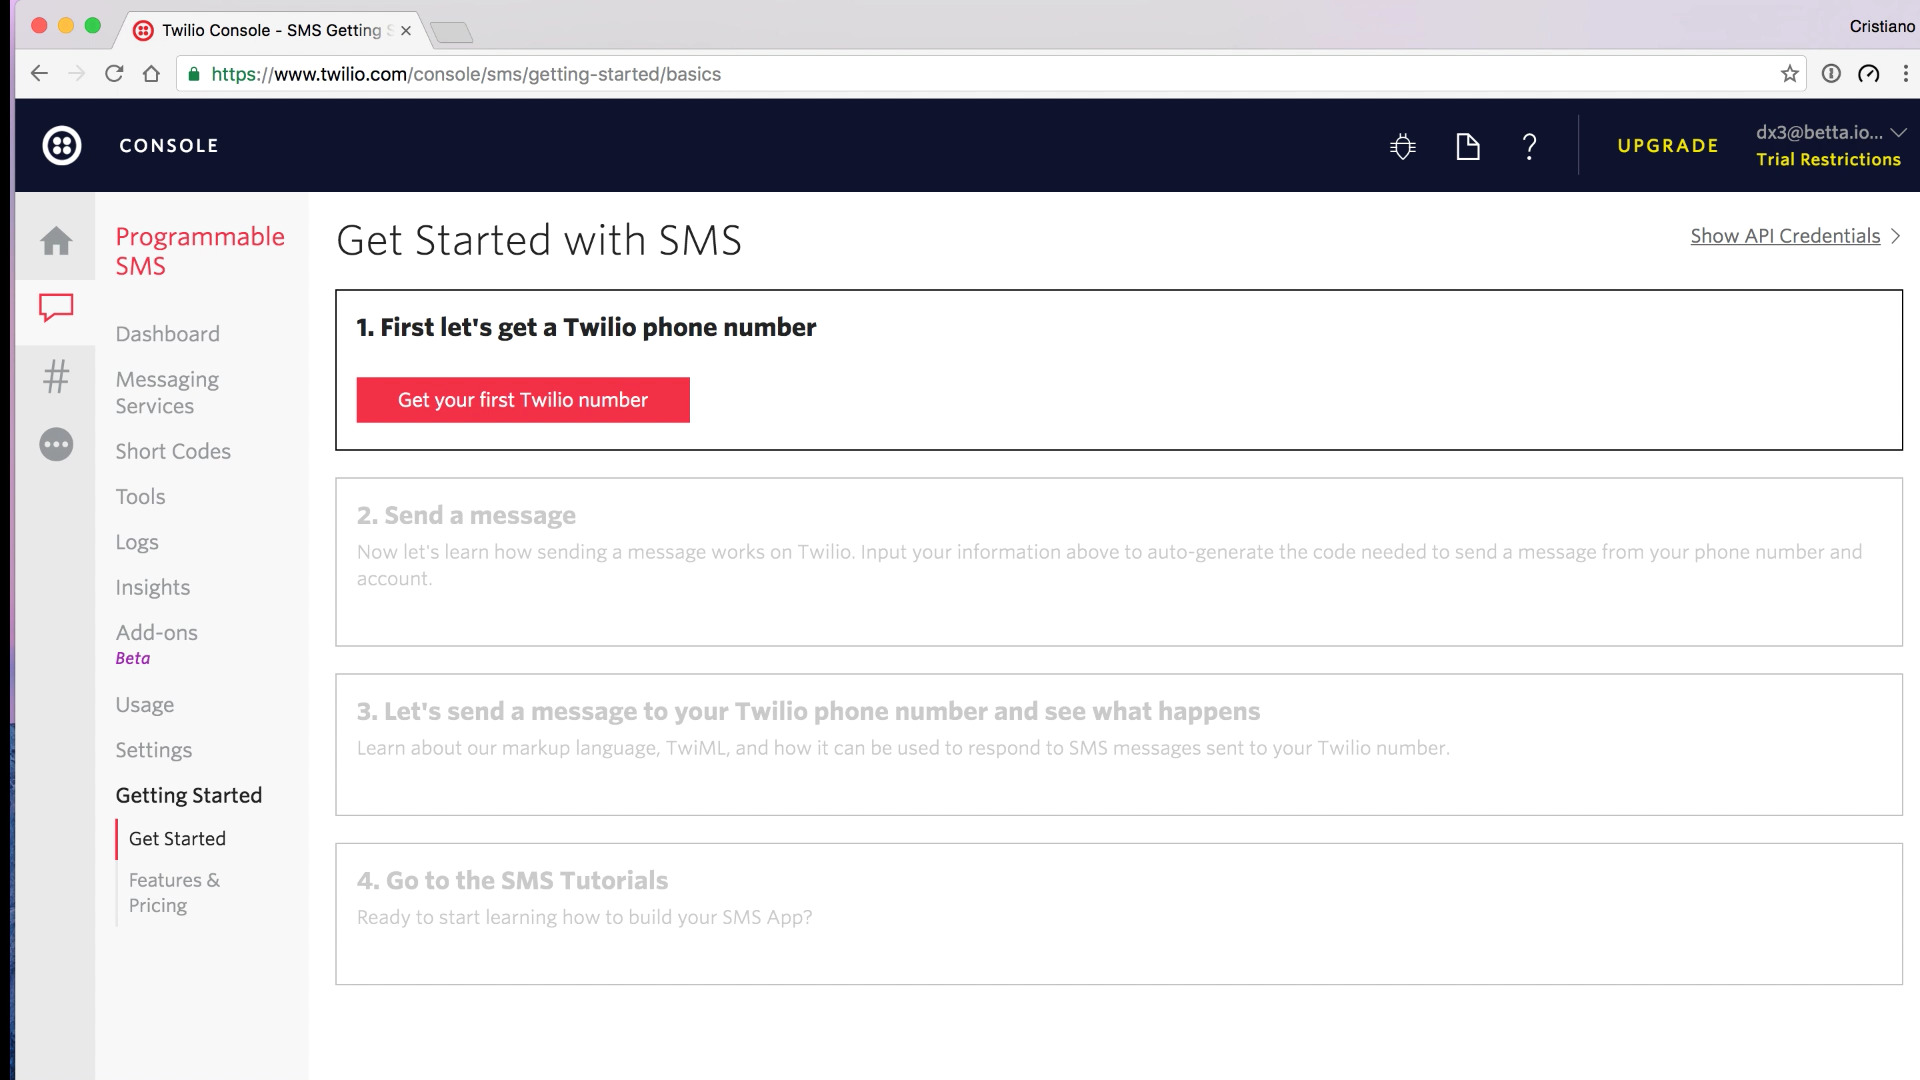 Twilio Console - SMS Getting S
Cristiano
https://www.twilio.com/console/sms/getting-started/basics
CONSOLE
UPGRADE
dx3@betta.io...
Trial Restrictions
Programmable
SMS
Dashboard
Messaging
Services
Short Codes
Tools
Logs
Insights
Add-ons
Beta
Usage
Settings
Getting Started
Get Started
Features &
Pricing
Get Started with SMS
Show API Credentials
1. First let's get a Twilio phone number
Get your first Twilio number
2. Send a message
Now let's learn how sending a message works on Twilio. Input your information above to auto-generate the code needed to send a message from your phone number and
account.
3. Let's send a message to your Twilio phone number and see what happens
Learn about our markup language, TwiML, and how it can be used to respond to SMS messages sent to your Twilio number.
4. Go to the SMS Tutorials
Ready to start learning how to build your SMS App?